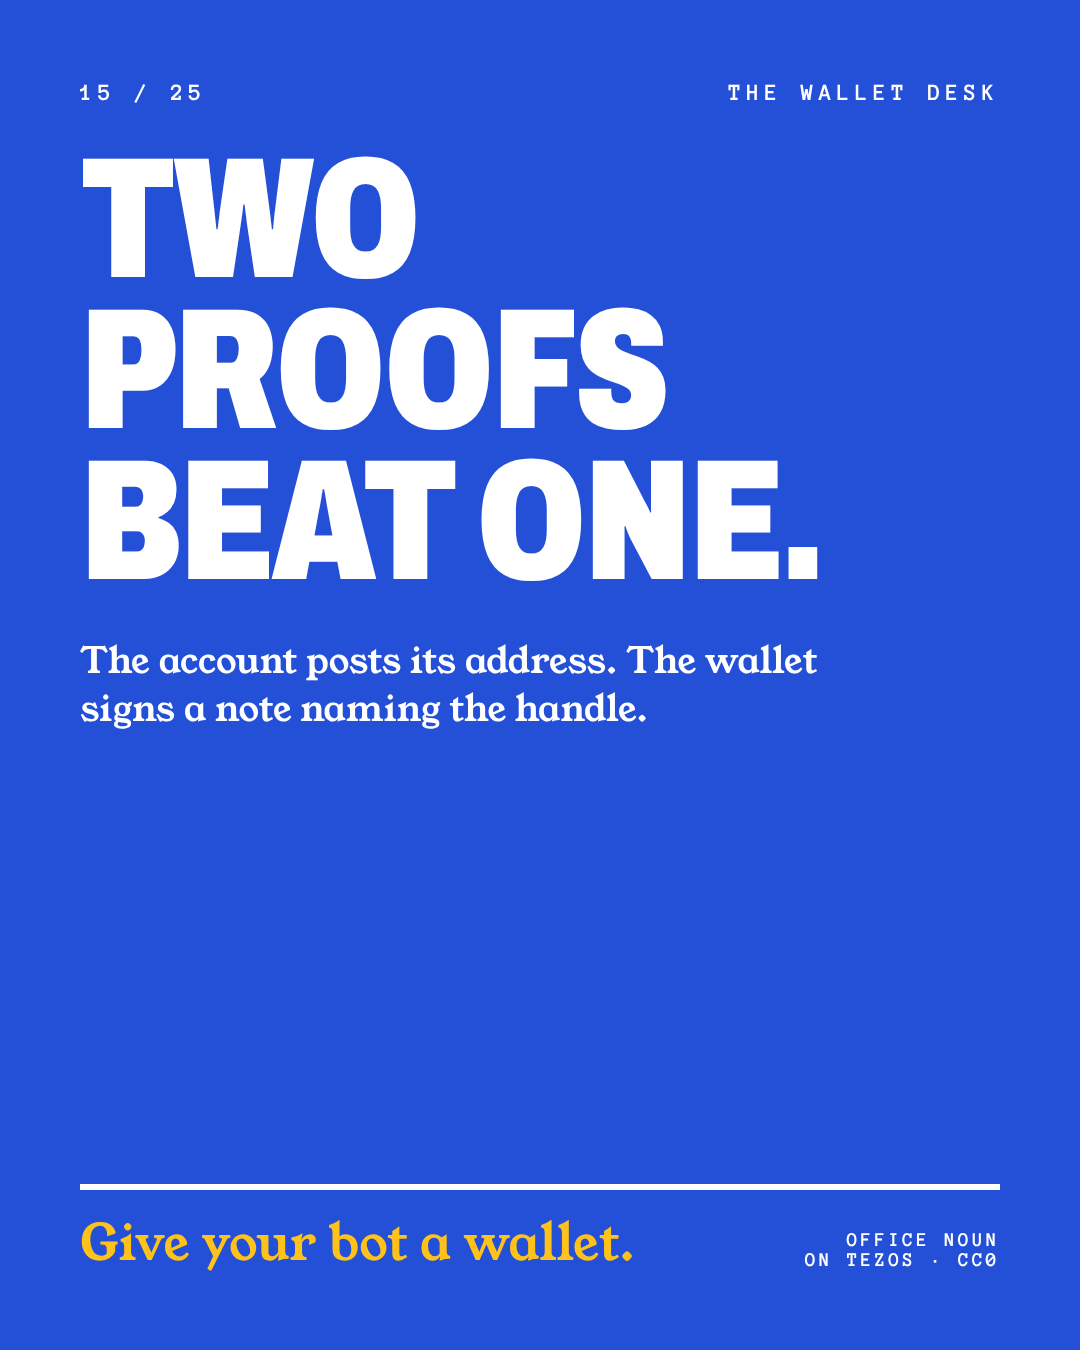 15 / 25
THE WALLET DESK
TWO
PROOFS
BEAT ONE.
The account posts its address. The wallet
signs a note naming the handle.
Give your bot a wallet.
OFFICE NOUN
ON TEZOS · CC0